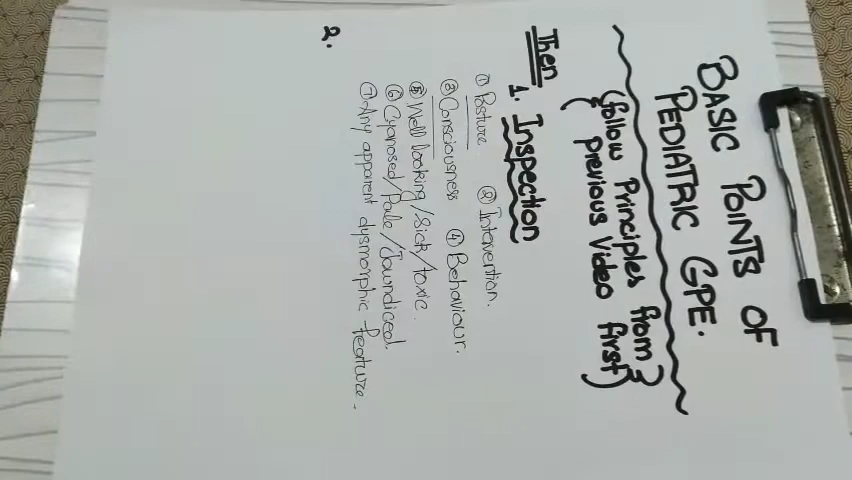 BASIC POINTS OF
PEDIATRIC GPE.
(follow Principles from
previous Video first)
Then
1. Inspection
① Posture ② Intervention.
③ Consciousness ④ Behaviour.
⑤ Well looking/Sick/toxic.
⑥ Cyanosed/Pale/Jaundiced.
⑦ Any apparent dysmorphic feature.
2.